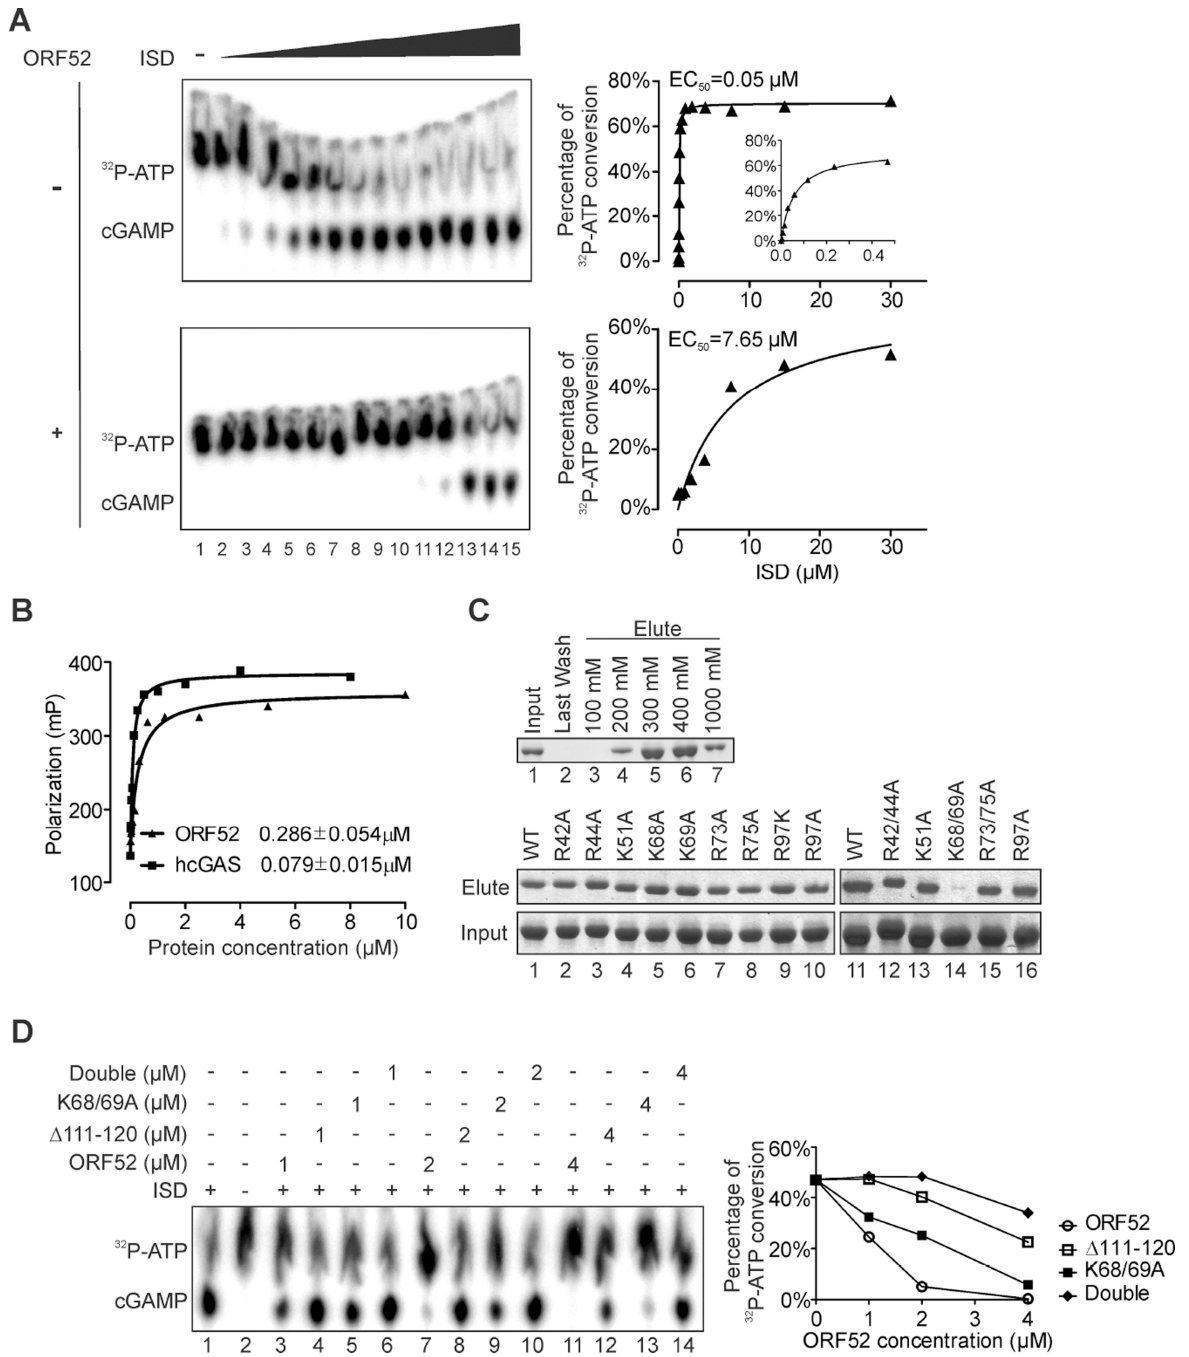 A
ORF52 ISD -
-
32P-ATP
cGAMP
Percentage of
32P-ATP conversion
80%
60%
40%
20%
0%
EC50=0.05 µM
80%
60%
40%
20%
0%
0.0 0.2 0.4
0 10 20 30
+
32P-ATP
cGAMP
1 2 3 4 5 6 7 8 9 10 11 12 13 14 15
Percentage of
32P-ATP conversion
60%
40%
20%
0%
EC50=7.65 µM
0 10 20 30
ISD (µM)
B
Polarization (mP)
400
300
200
100
ORF52 0.286±0.054µM
hcGAS 0.079±0.015µM
0 2 4 6 8 10
Protein concentration (µM)
C
Elute
Input Last Wash 100 mM 200 mM 300 mM 400 mM 1000 mM
1 2 3 4 5 6 7
WT R42A R44A K51A K68A K69A R73A R75A R97K R97A WT R42/44A K51A K68/69A R73/75A R97A
Elute
Input
1 2 3 4 5 6 7 8 9 10 11 12 13 14 15 16
D
Double (µM) - - - - - 1 - - - 2 - - - 4
K68/69A (µM) - - - - 1 - - - 2 - - - 4 -
Δ111-120 (µM) - - - 1 - - - 2 - - - 4 - -
ORF52 (µM) - - 1 - - - 2 - - - 4 - - -
ISD + - + + + + + + + + + + + +
32P-ATP
cGAMP
1 2 3 4 5 6 7 8 9 10 11 12 13 14
Percentage of
32P-ATP conversion
60%
40%
20%
0%
0 1 2 3 4
ORF52 concentration (µM)
ORF52
Δ111-120
K68/69A
Double